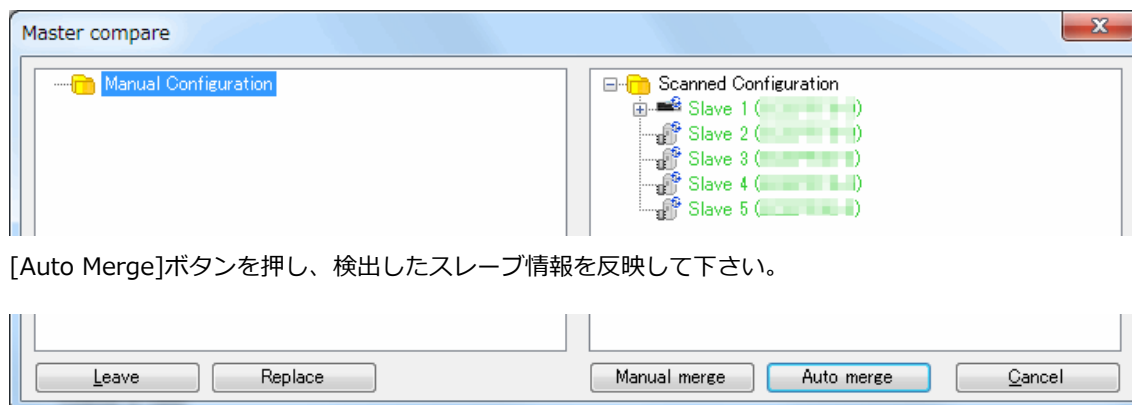 Master compare
Manual Configuration
Scanned Configuration
Slave 1 (
Slave 2 (
Slave 3 (
Slave 4 (
Slave 5 (
[Auto Merge]ボタンを押し、検出したスレーブ情報を反映して下さい。
Leave Replace Manual merge Auto merge Cancel